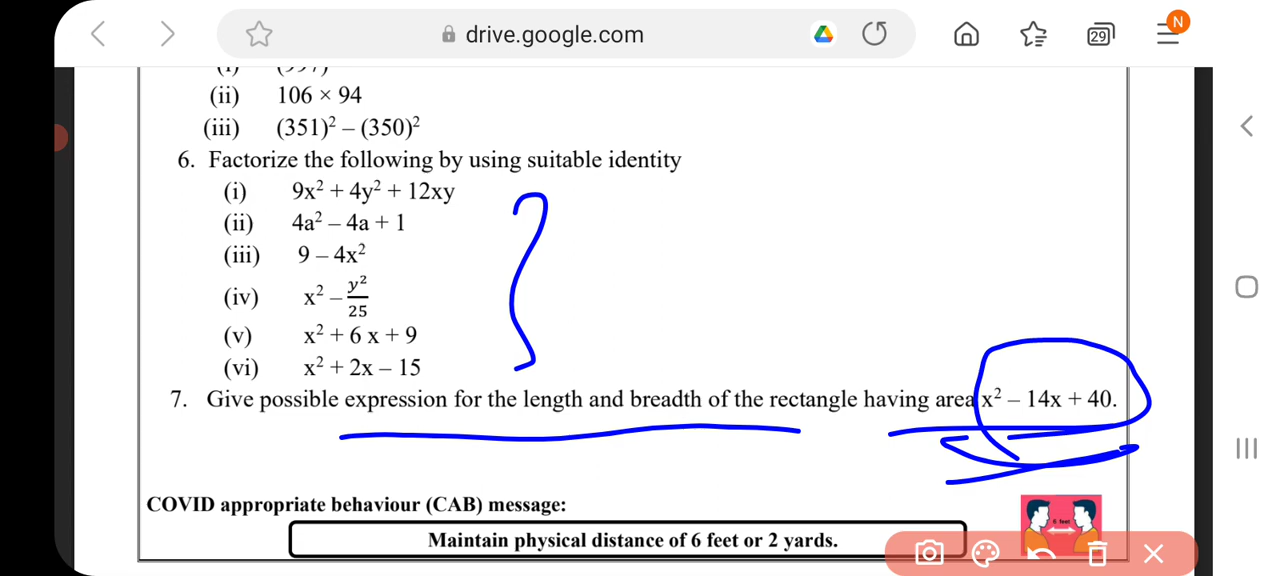 drive.google.com
29
N
(ii) 106 × 94
(iii) (351)² – (350)²
6. Factorize the following by using suitable identity
(i) 9x² + 4y² + 12xy
(ii) 4a² – 4a + 1
(iii) 9 – 4x²
(iv) x² – y²/25
(v) x² + 6 x + 9
(vi) x² + 2x – 15
7. Give possible expression for the length and breadth of the rectangle having area x² – 14x + 40.
COVID appropriate behaviour (CAB) message:
Maintain physical distance of 6 feet or 2 yards.
6 feet